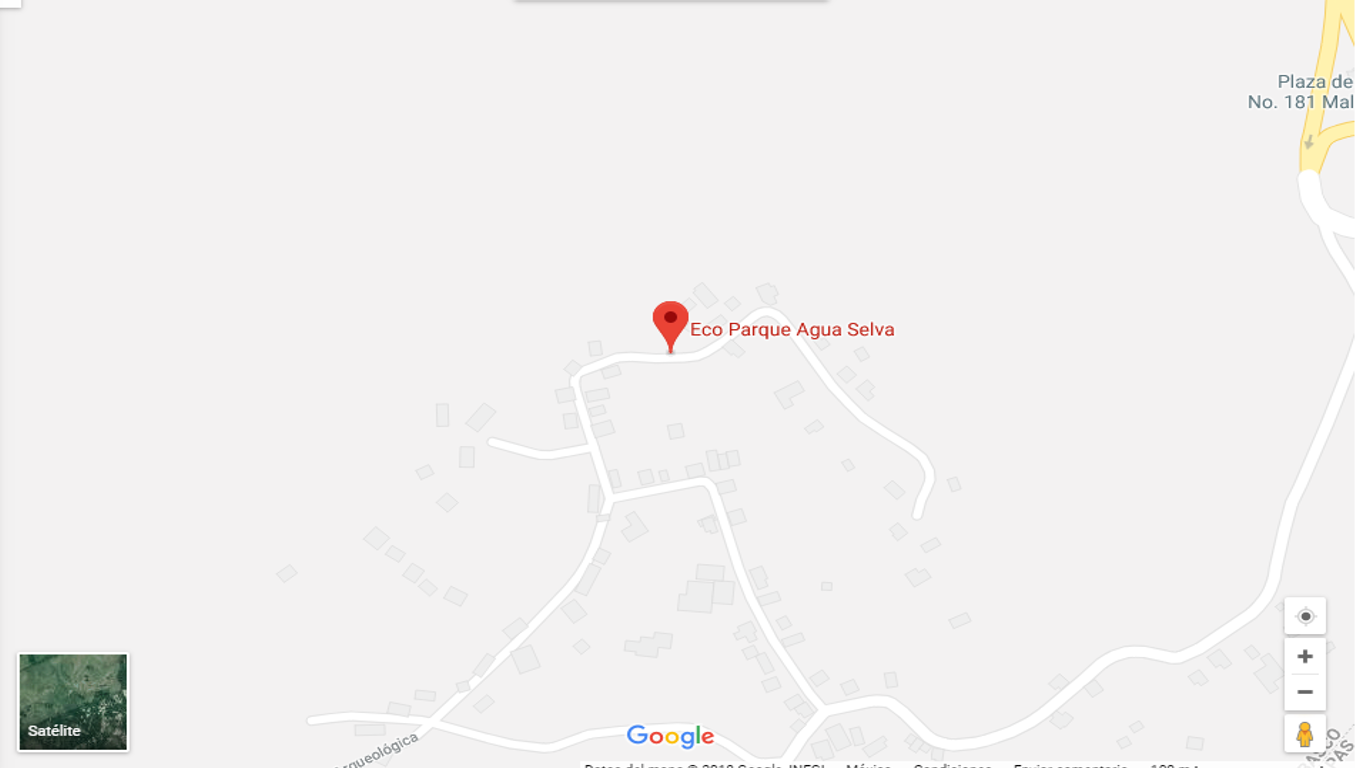 Plaza de
No. 181 Mal
Eco Parque Agua Selva
Satélite
Google
rqueológica
Datos del mapa © 2018 Google, INEGI México Condiciones Enviar comentario 100 m